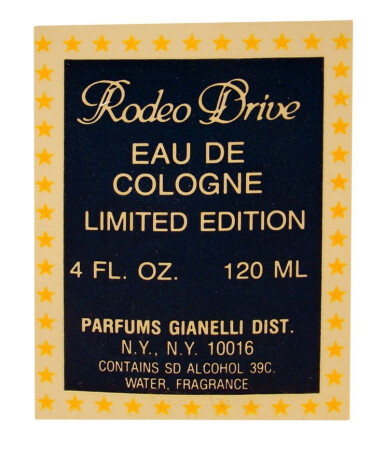 Rodeo Drive
EAU DE
COLOGNE
LIMITED EDITION
4 FL. OZ. 120 ML
PARFUMS GIANELLI DIST.
N.Y., N.Y. 10016
CONTAINS SD ALCOHOL 39C.
WATER, FRAGRANCE